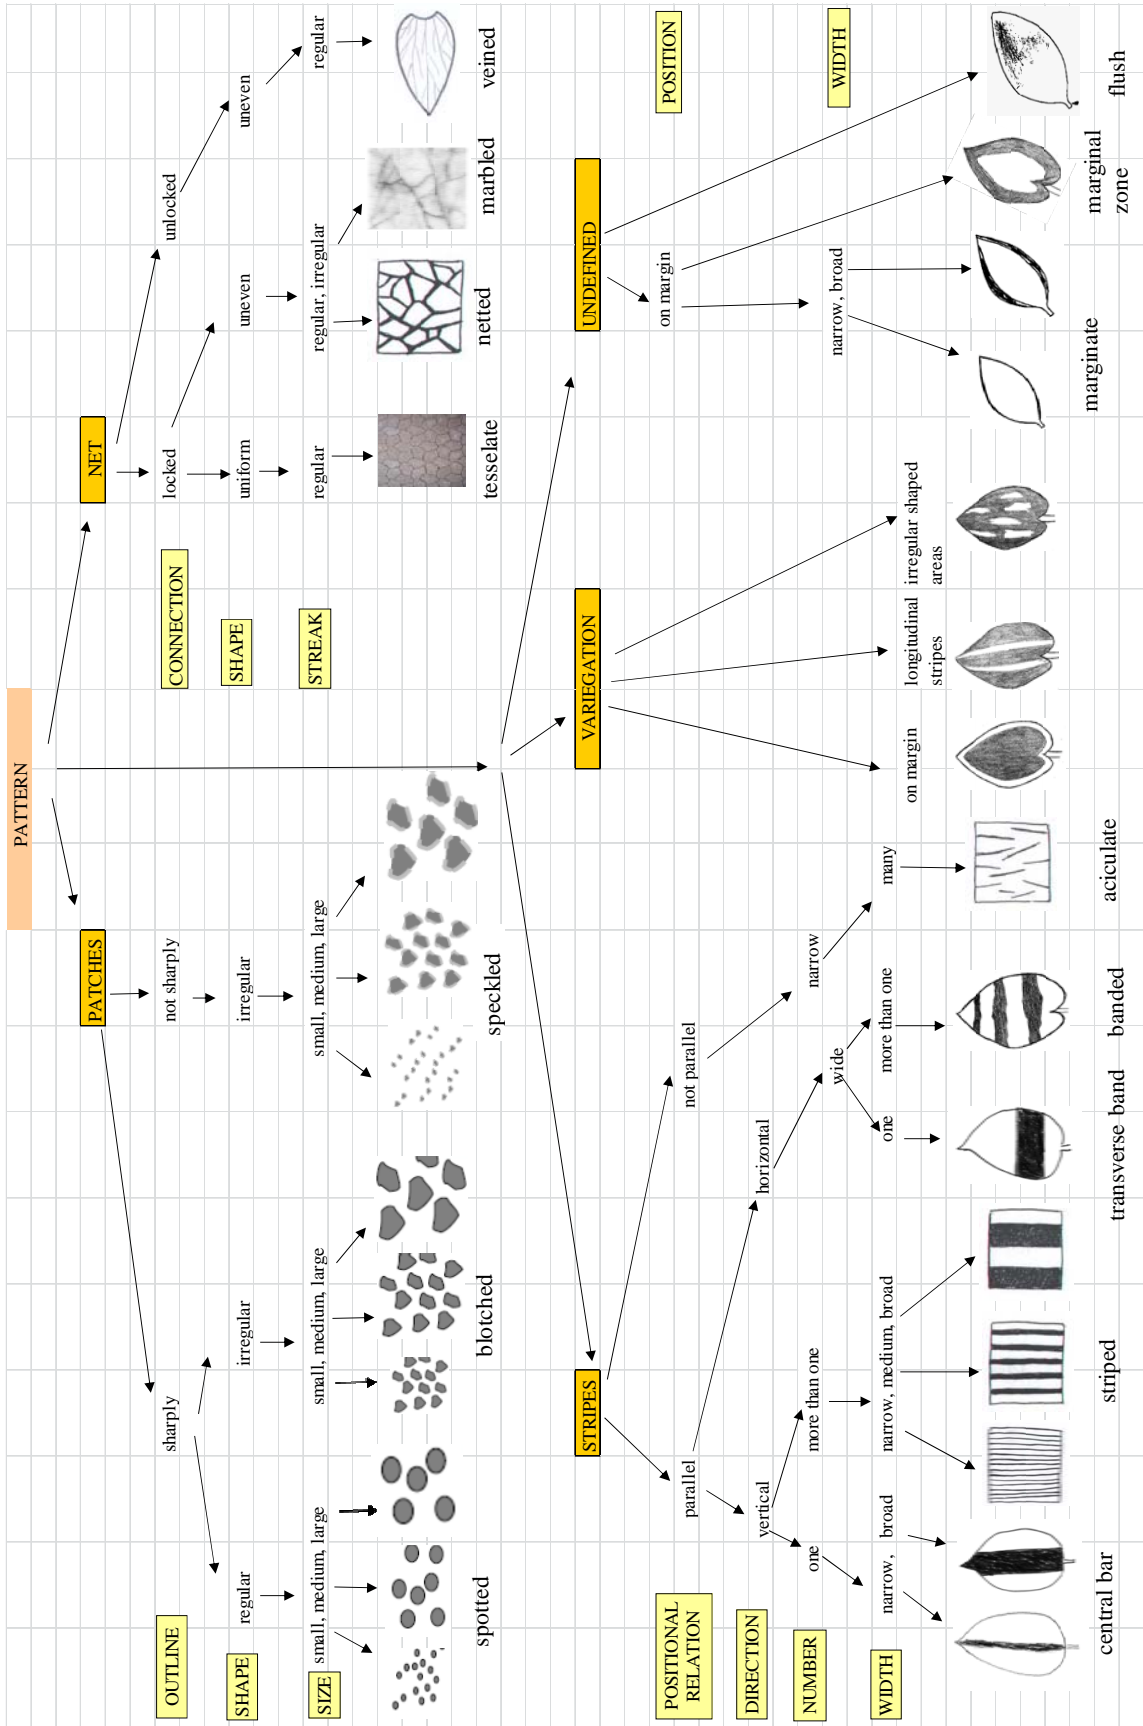 PATTERN
PATCHES
NET
OUTLINE
sharply
not sharply
CONNECTION
locked
unlocked
SHAPE
regular
irregular
irregular
SHAPE
uniform
uneven
uneven
SIZE
small, medium, large
small, medium, large
small, medium, large
STREAK
regular
regular, irregular
regular
spotted
blotched
speckled
tesselate
netted
marbled
veined
STRIPES
VARIEGATION
UNDEFINED
POSITIONAL
RELATION
parallel
not parallel
on margin
POSITION
DIRECTION
vertical
horizontal
NUMBER
one
more than one
wide
narrow
narrow, broad
WIDTH
WIDTH
narrow, broad
narrow, medium, broad
one
more than one
many
on margin
longitudinal
stripes
irregular shaped
areas
central bar
striped
transverse band
banded
aciculate
marginate
marginal
zone
flush